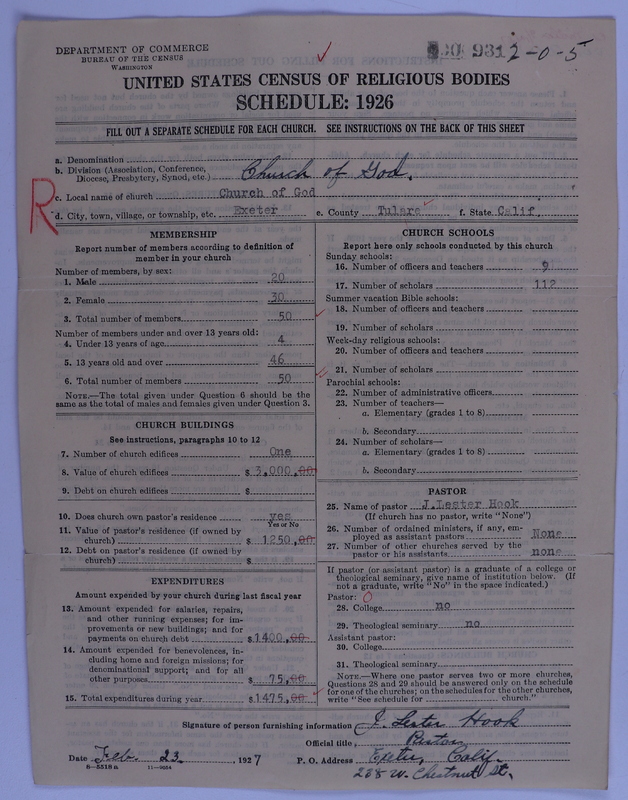 DEPARTMENT OF COMMERCE
BUREAU OF THE CENSUS
WASHINGTON
30 9312-0-5
UNITED STATES CENSUS OF RELIGIOUS BODIES
SCHEDULE: 1926
FILL OUT A SEPARATE SCHEDULE FOR EACH CHURCH. SEE INSTRUCTIONS ON THE BACK OF THIS SHEET
a. Denomination
b. Division (Association, Conference, Diocese, Presbytery, Synod, etc.) Church of God.
R
c. Local name of church Church of God
d. City, town, village, or township, etc. Exeter e. County Tulare f. State Calif.
MEMBERSHIP
Report number of members according to definition of member in your church
Number of members, by sex:
1. Male 20
2. Female 30
3. Total number of members 50
Number of members under and over 13 years old:
4. Under 13 years of age 4
5. 13 years old and over 46
6. Total number of members 50
NOTE.—The total given under Question 6 should be same as the total of males and females given under Question 3.
CHURCH BUILDINGS
See instructions, paragraphs 10 to 12
7. Number of church edifices One
8. Value of church edifices $ 3,000.00
9. Debt on church edifices $
10. Does church own pastor's residence yes
Yes or No
11. Value of pastor's residence (if owned by church) $ 1250.00
12. Debt on pastor's residence (if owned by church) $
EXPENDITURES
Amount expended by your church during last fiscal year
13. Amount expended for salaries, repairs, and other running expenses; for improvements or new buildings; and for payments on church debt $ 1400.00
14. Amount expended for benevolences, including home and foreign missions; for denominational support; and for all other purposes $ 75.00
15. Total expenditures during year $ 1475.00
CHURCH SCHOOLS
Report here only schools conducted by this church
Sunday schools:
16. Number of officers and teachers 9
17. Number of scholars 112
Summer vacation Bible schools:
18. Number of officers and teachers
19. Number of scholars
Week-day religious schools:
20. Number of officers and teachers
21. Number of scholars
Parochial schools:
22. Number of administrative officers
23. Number of teachers—
a. Elementary (grades 1 to 8)
b. Secondary
24. Number of scholars—
a. Elementary (grades 1 to 8)
b. Secondary
PASTOR
25. Name of pastor J. Lester Hook
(If church has no pastor, write "None")
26. Number of ordained ministers, if any, employed as assistant pastors None
27. Number of other churches served by the pastor or his assistants none
If pastor (or assistant pastor) is a graduate of a college or theological seminary, give name of institution below. (If not a graduate, write "No" in the space indicated.)
Pastor: O
28. College no
29. Theological seminary no
Assistant pastor:
30. College
31. Theological seminary
NOTE.—Where one pastor serves two or more churches, Questions 28 and 29 should be answered only on the schedule for one of the churches; on the schedules for the other churches, write "See schedule for church."
Signature of person furnishing information J. Lester Hook
Official title Pastor
Date Feb. 23, 1927 P. O. Address Exeter, Calif.
8-5318a 11-9054
238 W. Chestnut St.